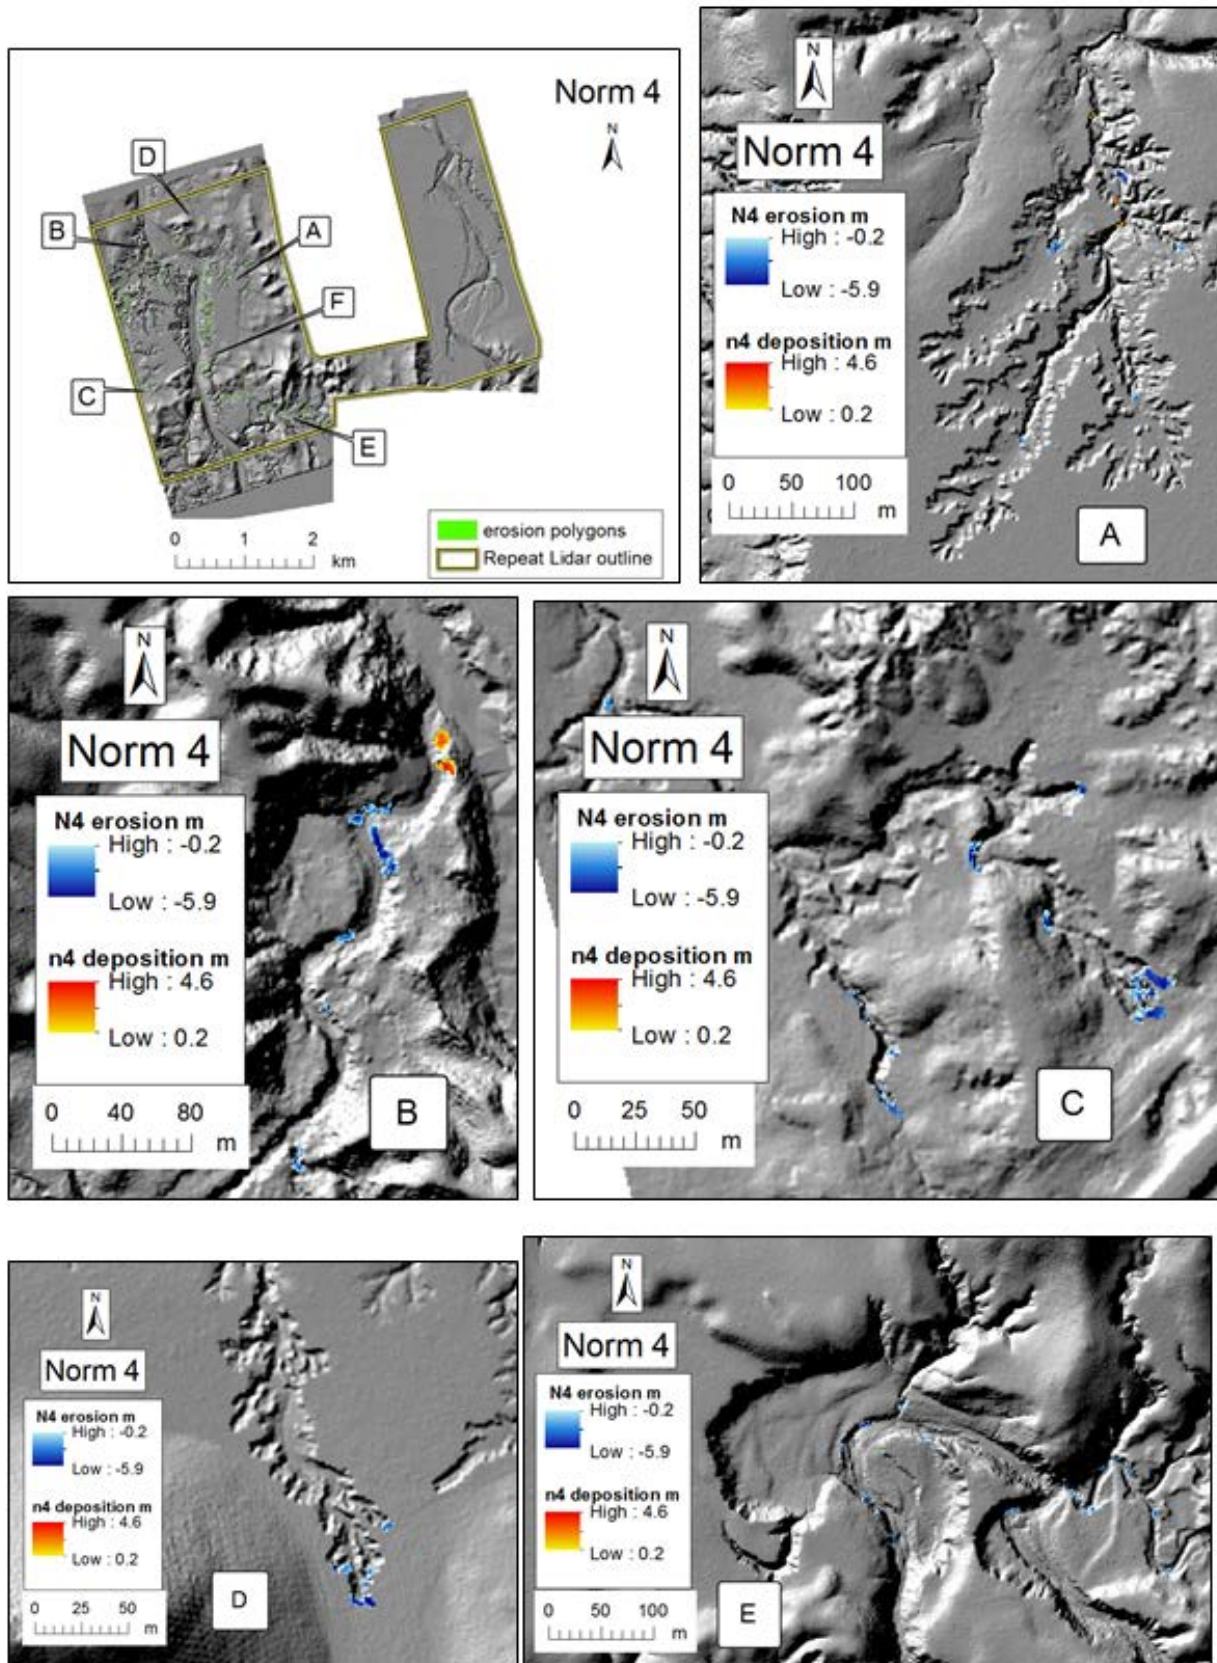 Norm 4
N
D
B
A
F
C
E
0 1 2
km
erosion polygons
Repeat Lidar outline
N
Norm 4
N4 erosion m
High : -0.2
Low : -5.9
n4 deposition m
High : 4.6
Low : 0.2
0 50 100
m
A
N
Norm 4
N4 erosion m
High : -0.2
Low : -5.9
n4 deposition m
High : 4.6
Low : 0.2
0 40 80
m
B
N
Norm 4
N4 erosion m
High : -0.2
Low : -5.9
n4 deposition m
High : 4.6
Low : 0.2
0 25 50
m
C
N
Norm 4
N4 erosion m
High : -0.2
Low : -5.9
n4 deposition m
High : 4.6
Low : 0.2
0 25 50
m
D
N
Norm 4
N4 erosion m
High : -0.2
Low : -5.9
n4 deposition m
High : 4.6
Low : 0.2
0 50 100
m
E